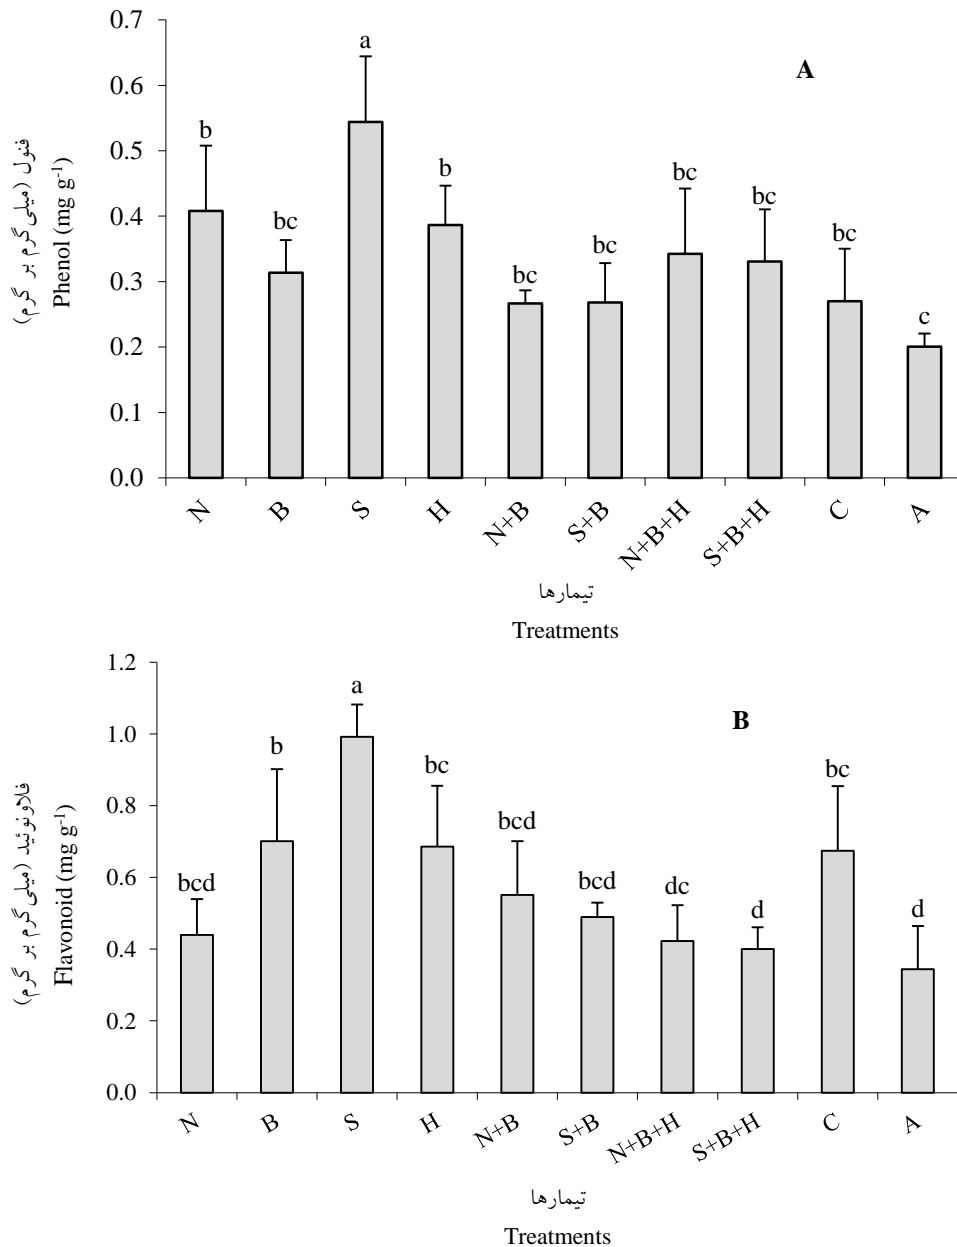 0.7
0.6
0.5
0.4
0.3
0.2
0.1
0.0
فنول (میلی گرم بر گرم)
Phenol (mg g-1)
A
b
bc
a
b
bc
bc
bc
bc
bc
c
N
B
S
H
N+B
S+B
N+B+H
S+B+H
C
A
تیمارها
Treatments
1.2
1.0
0.8
0.6
0.4
0.2
0.0
فلاونوئید (میلی گرم بر گرم)
Flavonoid (mg g-1)
B
bcd
b
a
bc
bcd
bcd
dc
d
bc
d
N
B
S
H
N+B
S+B
N+B+H
S+B+H
C
A
تیمارها
Treatments